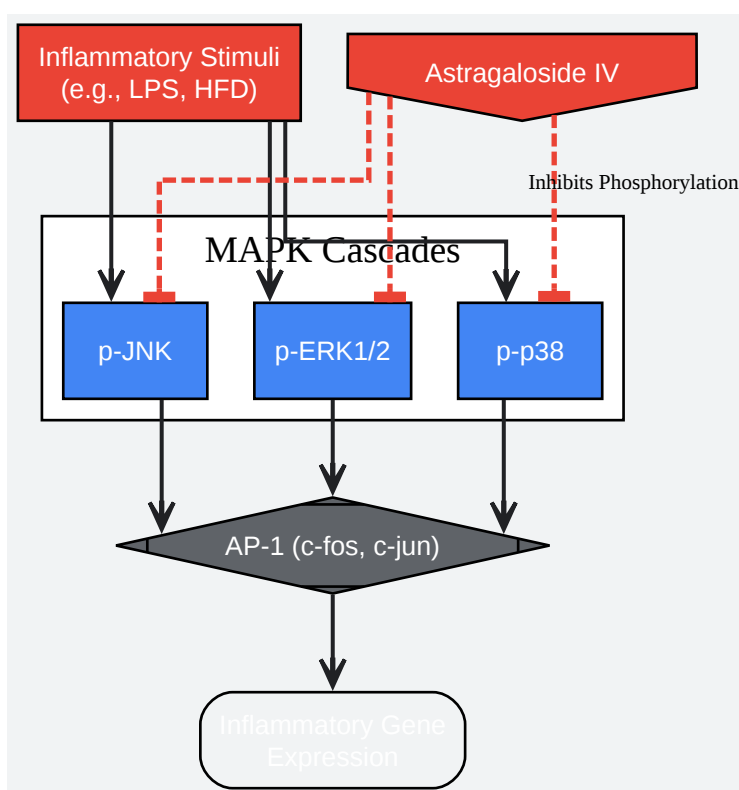 Inflammatory Stimuli
(e.g., LPS, HFD)
Astragaloside IV
Inhibits Phosphorylation
MAPK Cascades
p-JNK
p-ERK1/2
p-p38
AP-1 (c-fos, c-jun)
Inflammatory Gene
Expression